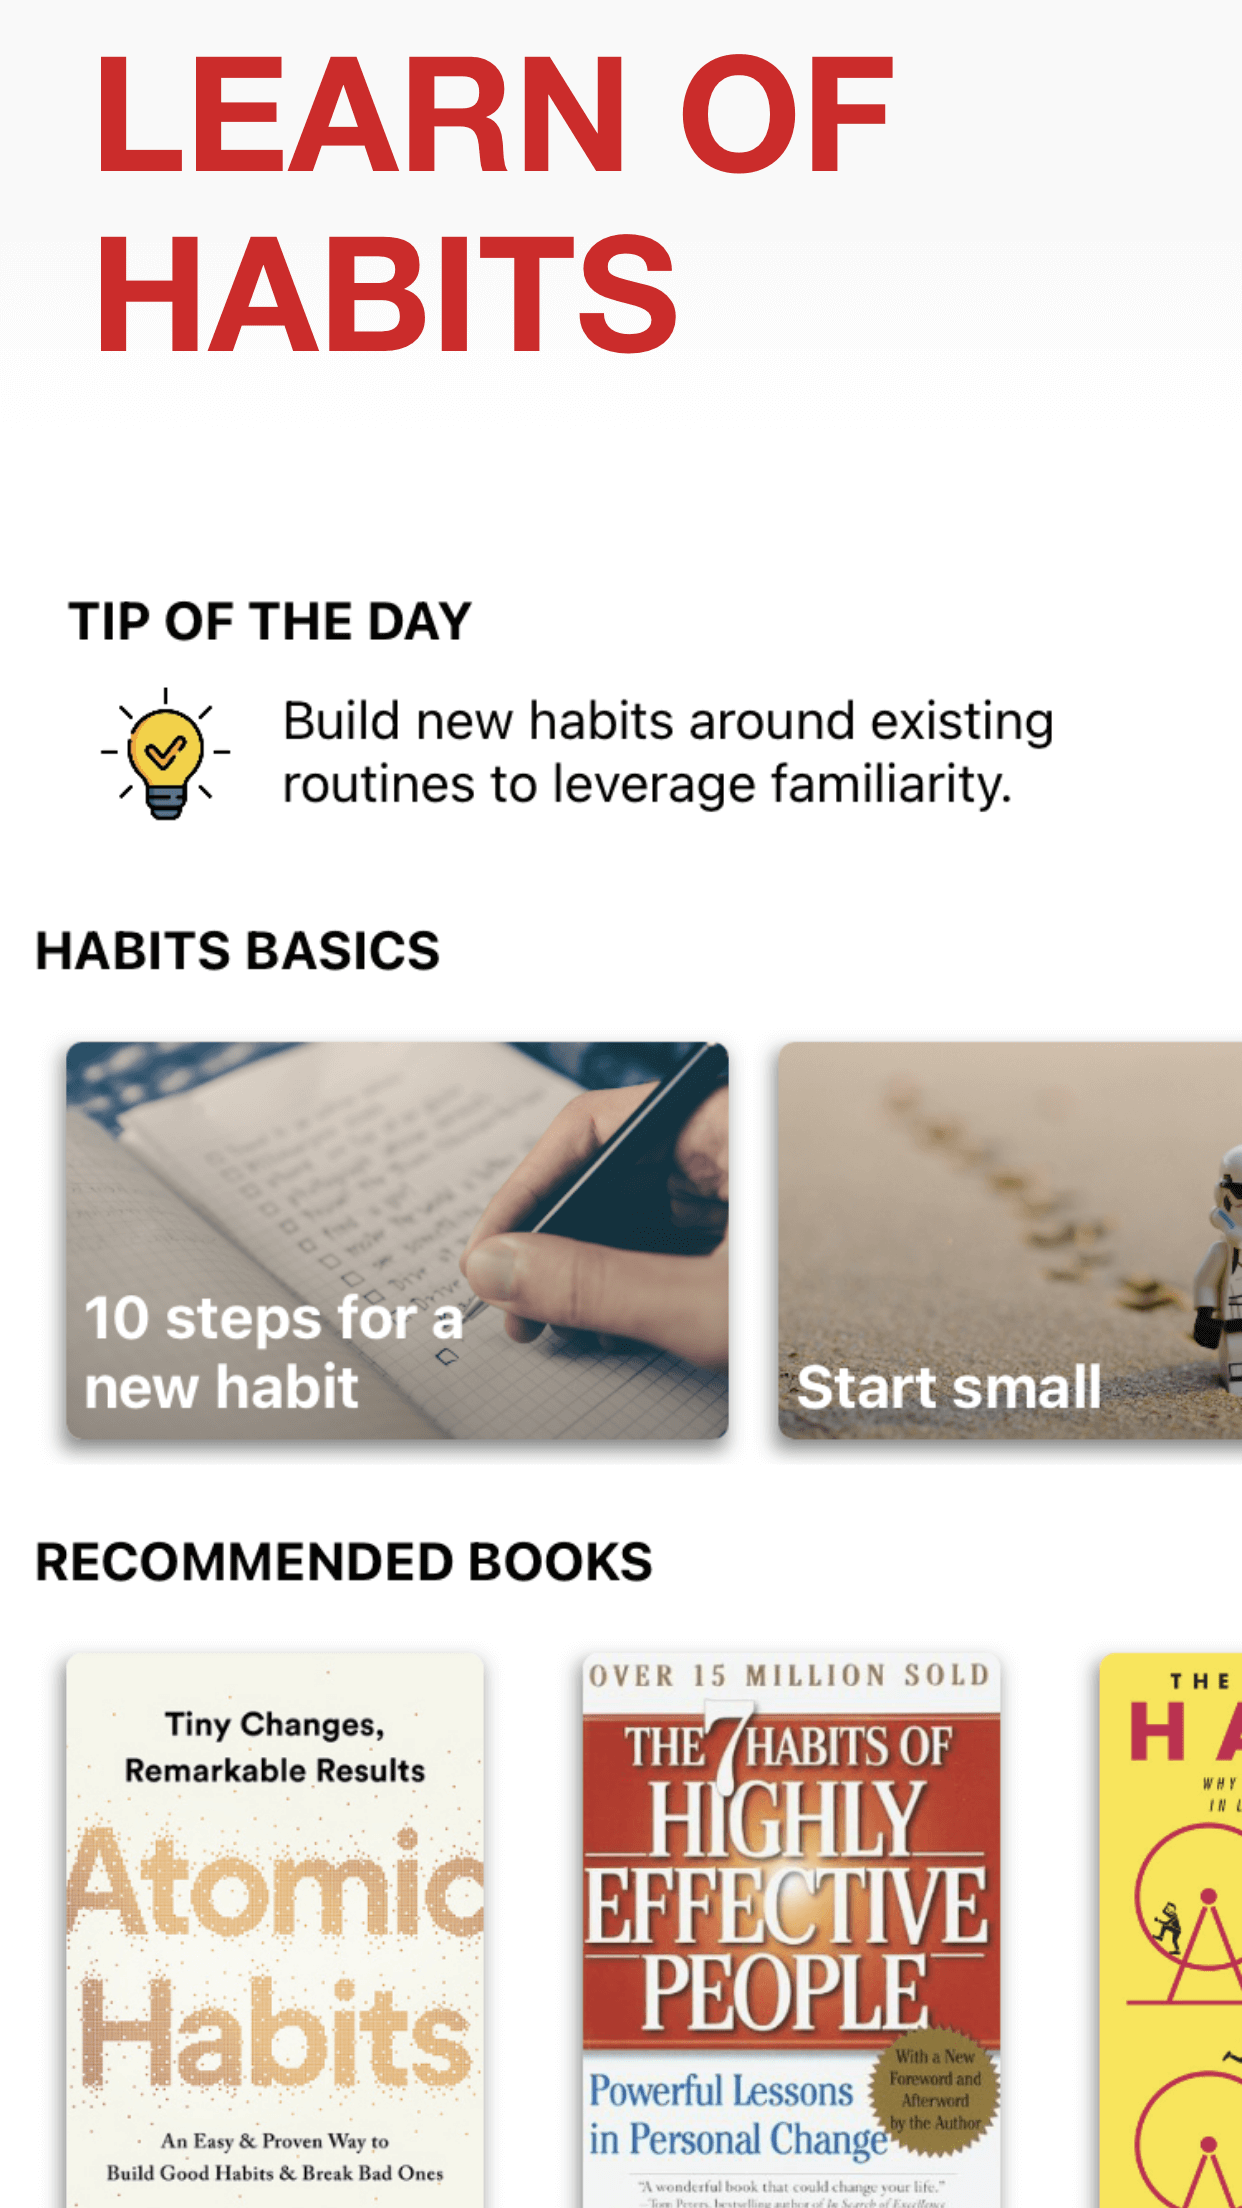 LEARN OF
HABITS
TIP OF THE DAY
Build new habits around existing
routines to leverage familiarity.
HABITS BASICS
10 steps for a
new habit
Start small
RECOMMENDED BOOKS
Tiny Changes,
Remarkable Results
Atomic
Habits
An Easy & Proven Way to
Build Good Habits & Break Bad Ones
OVER 15 MILLION SOLD
THE 7 HABITS OF
HIGHLY
EFFECTIVE
PEOPLE
With a New
Foreword and
Afterword
by the Author
Powerful Lessons
in Personal Change
"A wonderful book that could change your life."
—Tom Peters, bestselling author of In Search of Excellence
THE
HA
WHY
IN L